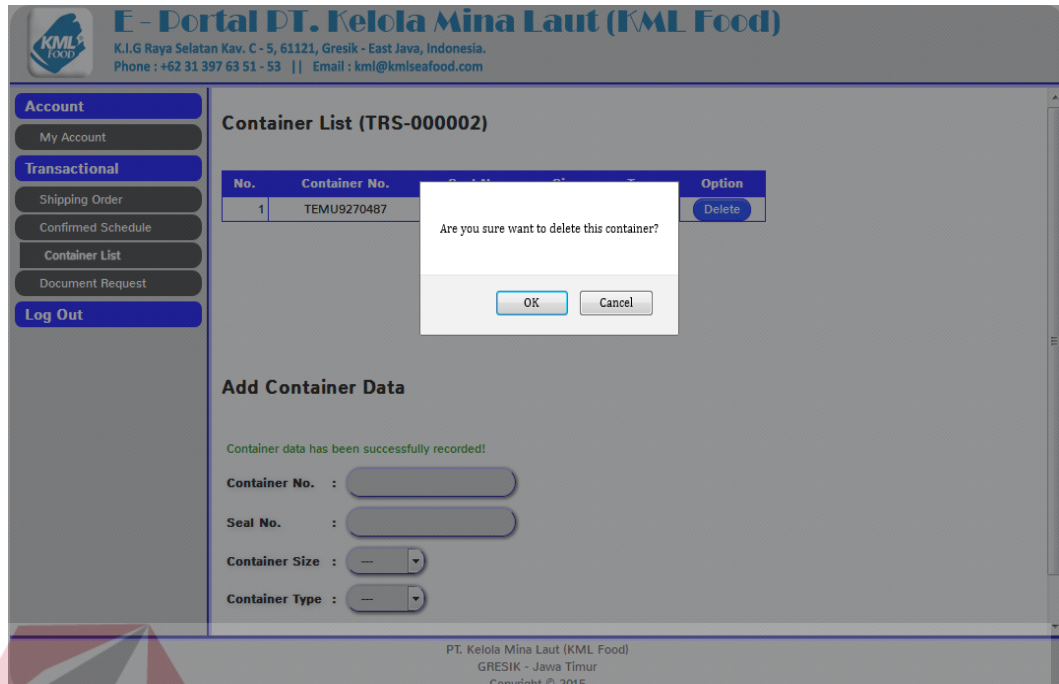 KML FOOD
E - Portal PT. Kelola Mina Laut (KML Food)
K.I.G Raya Selatan Kav. C - 5, 61121, Gresik - East Java, Indonesia.
Phone : +62 31 397 63 51 - 53 || Email : kml@kmlseafood.com
Account
My Account
Transactional
Shipping Order
Confirmed Schedule
Container List
Document Request
Log Out
Container List (TRS-000002)
No. Container No. Option
1 TEMU9270487 Delete
Are you sure want to delete this container?
OK Cancel
Add Container Data
Container data has been successfully recorded!
Container No. :
Seal No. :
Container Size : ---
Container Type : ---
PT. Kelola Mina Laut (KML Food)
GRESIK - Jawa Timur
Copyright © 2015